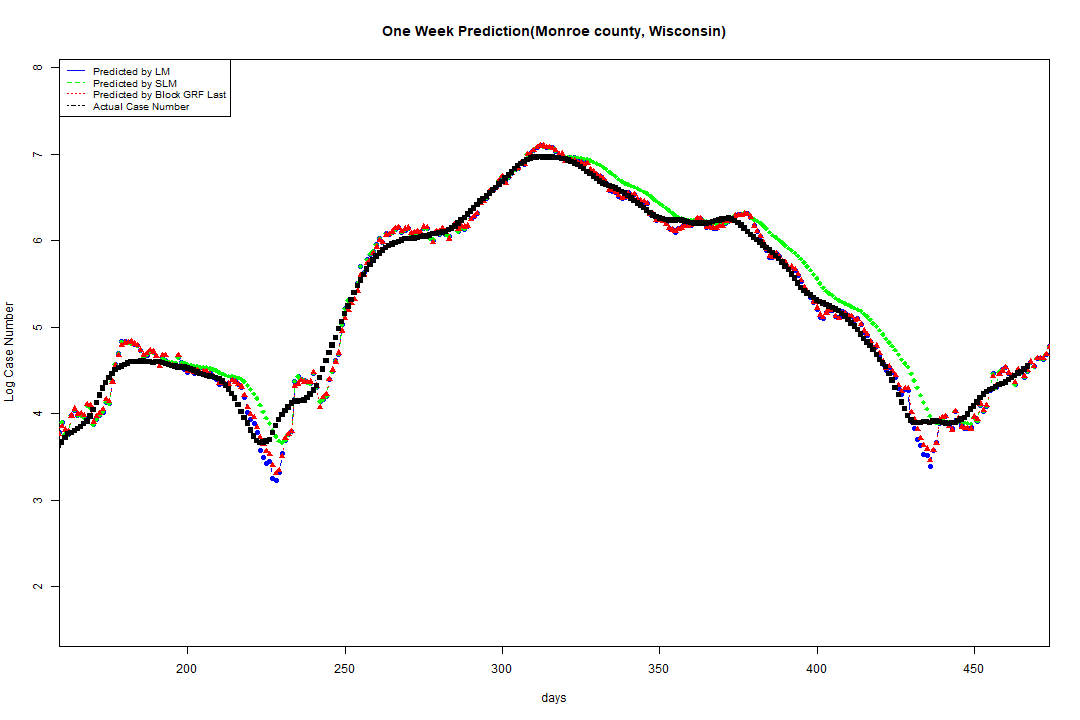 One Week Prediction(Monroe county, Wisconsin)
Predicted by LM
Predicted by SLM
Predicted by Block GRF Last
Actual Case Number
8
7
6
5
4
3
2
Log Case Number
200
250
300
350
400
450
days